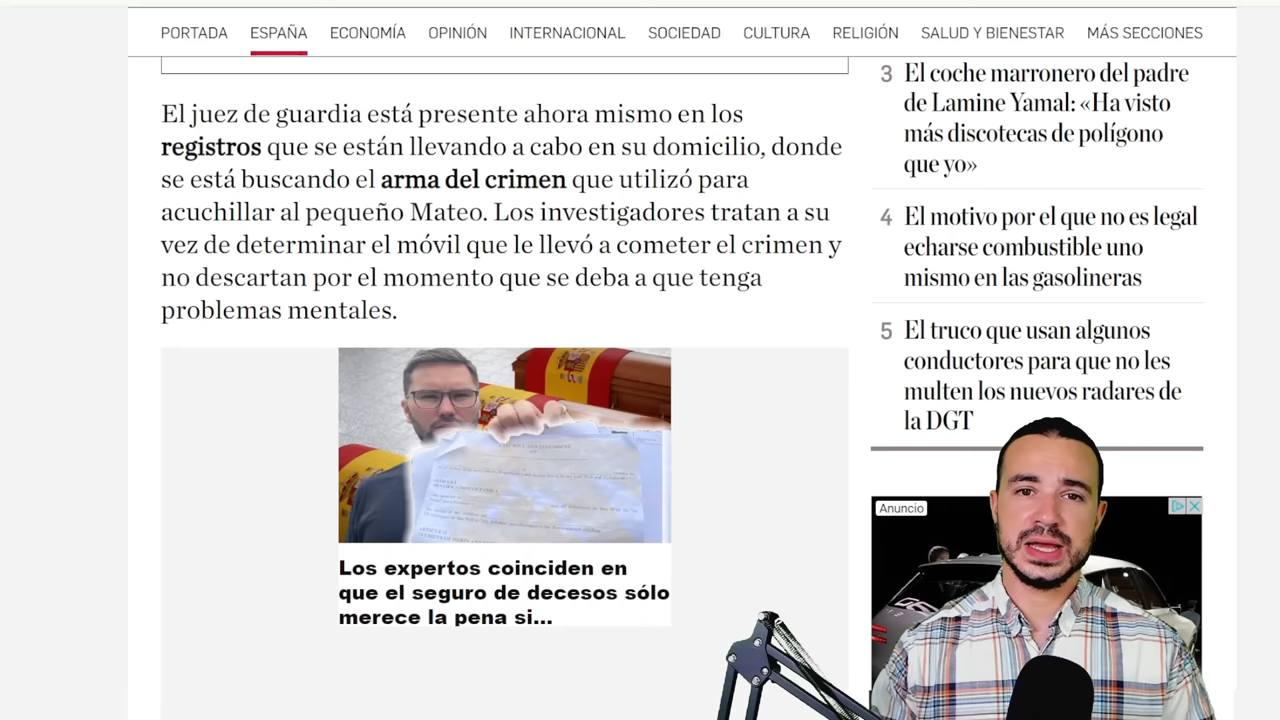 PORTADA ESPAÑA ECONOMÍA OPINIÓN INTERNACIONAL SOCIEDAD CULTURA RELIGIÓN SALUD Y BIENESTAR MÁS SECCIONES
El juez de guardia está presente ahora mismo en los
registros que se están llevando a cabo en su domicilio, donde
se está buscando el arma del crimen que utilizó para
acuchillar al pequeño Mateo. Los investigadores tratan a su
vez de determinar el móvil que le llevó a cometer el crimen y
no descartan por el momento que se deba a que tenga
problemas mentales.
Los expertos coinciden en
que el seguro de decesos sólo
merece la pena si...
3 El coche marronero del padre
de Lamine Yamal: «Ha visto
más discotecas de polígono
que yo»
4 El motivo por el que no es legal
echarse combustible uno
mismo en las gasolineras
5 El truco que usan algunos
conductores para que no les
multen los nuevos radares de
la DGT
Anuncio